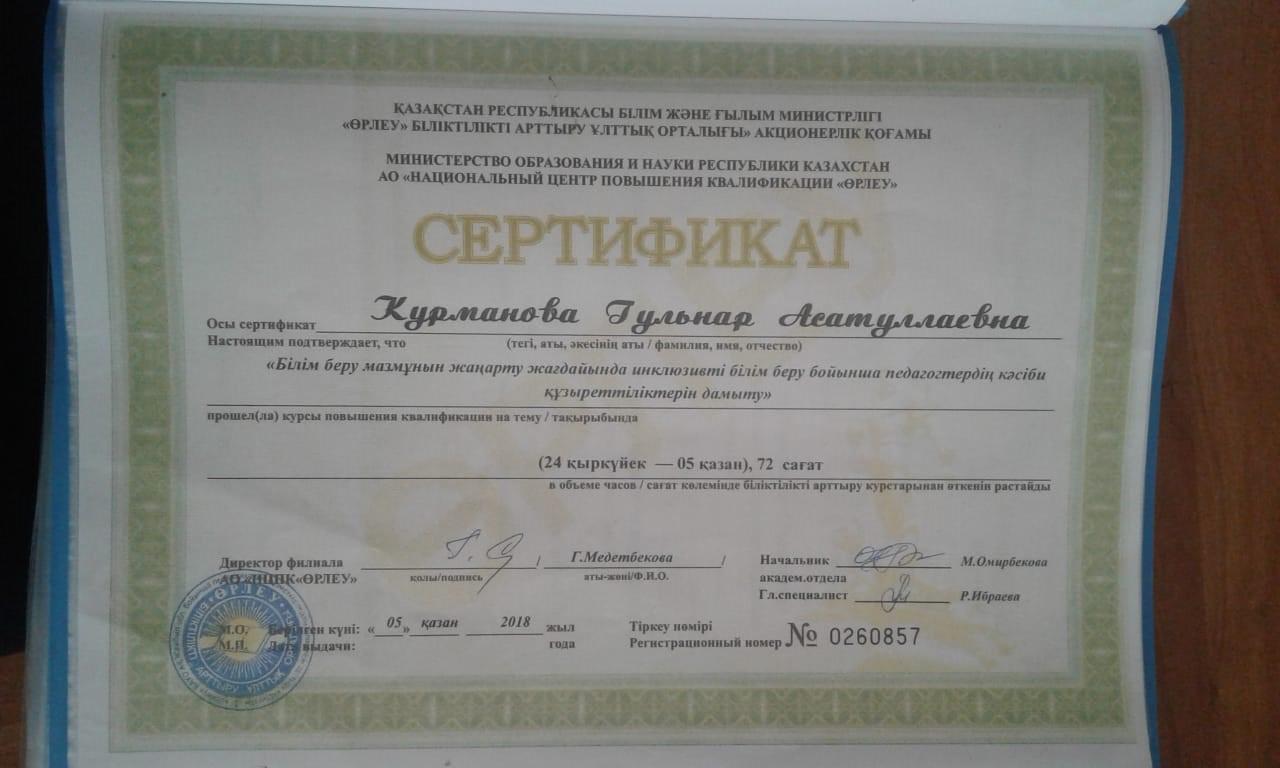 ҚАЗАҚСТАН РЕСПУБЛИКАСЫ БІЛІМ ЖӘНЕ ҒЫЛЫМ МИНИСТРЛІГІ
«ӨРЛЕУ» БІЛІКТІЛІКТІ АРТТЫРУ ҰЛТТЫҚ ОРТАЛЫҒЫ» АКЦИОНЕРЛІК ҚОҒАМЫ
МИНИСТЕРСТВО ОБРАЗОВАНИЯ И НАУКИ РЕСПУБЛИКИ КАЗАХСТАН
АО «НАЦИОНАЛЬНЫЙ ЦЕНТР ПОВЫШЕНИЯ КВАЛИФИКАЦИИ «ӨРЛЕУ»
СЕРТИФИКАТ
Осы сертификат Курманова Гульнар Асатуллаевна
Настоящим подтверждает, что (тегі, аты, әкесінің аты / фамилия, имя, отчество)
«Білім беру мазмұнын жаңарту жағдайында инклюзивті білім беру бойынша педагогтердің кәсіби
құзыреттіліктерін дамыту»
прошел(ла) курсы повышения квалификации на тему / тақырыбында
(24 қыркүйек — 05 қазан), 72 сағат
в объеме часов / сағат көлемінде біліктілікті арттыру курстарынан өткенін растайды
Директор филиала / Г.Медетбекова / Начальник М.Омирбекова
АО «НЦПК«ӨРЛЕУ» қолы/подпись аты-жөні/Ф.И.О. академ.отдела
Гл.специалист Р.Ибраева
М.О. Берілген күні: «05» қазан 2018 жыл Тіркеу нөмірі
М.П. Дата выдачи: года Регистрационный номер № 0260857